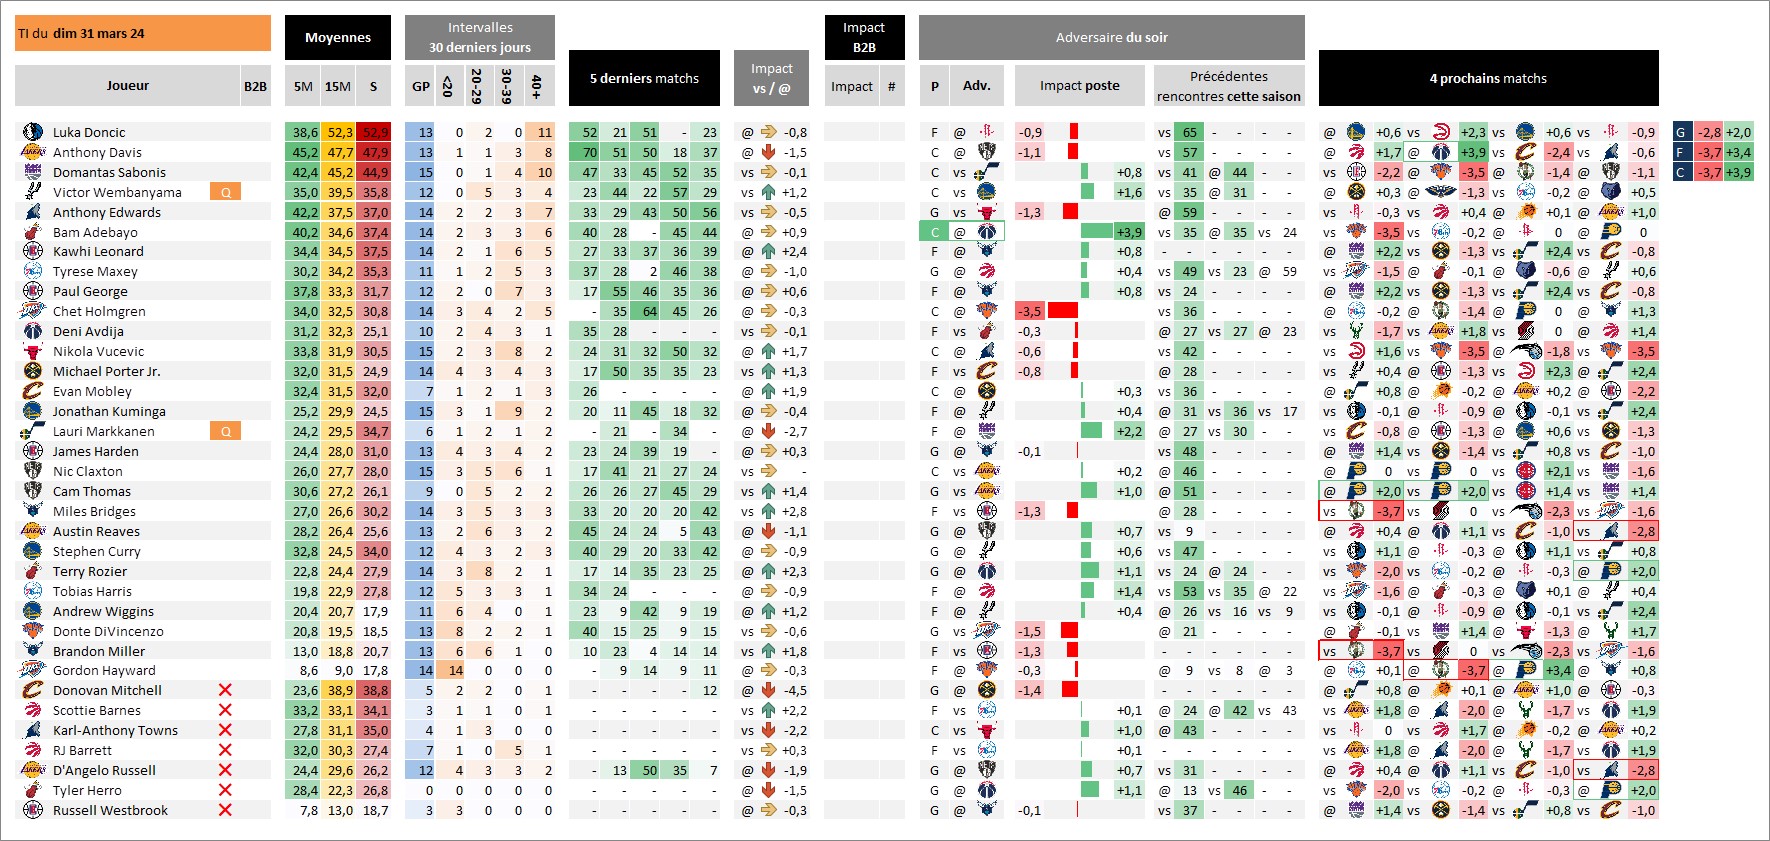 TI du dim 31 mars 24
Moyennes
Intervalles
30 derniers jours
5 derniers matchs
Impact
vs / @
Impact
B2B
Adversaire du soir
4 prochains matchs
Joueur B2B 5M 15M S GP <20 20-29 30-39 40+ Impact # P Adv. Impact poste Précédentes
rencontres cette saison
Luka Doncic 38,6 52,3 52,9 13 0 2 0 11 52 21 51 - 23 @ -0,8 F @ -0,9 vs 65 - - - - @ +0,6 vs +2,3 vs +0,6 vs -0,9 G -2,8 +2,0
Anthony Davis 45,2 47,7 47,9 13 1 1 3 8 70 51 50 18 37 @ -1,5 C @ -1,1 vs 57 - - - - @ +1,7 @ +3,9 vs -2,4 vs -0,6 F -3,7 +3,4
Domantas Sabonis 42,4 45,2 44,9 15 0 1 4 10 47 33 45 52 35 vs -0,1 C vs +0,8 vs 41 @ 44 - - vs -2,2 @ -3,5 @ -1,4 @ -1,1 C -3,7 +3,9
Victor Wembanyama Q 35,0 39,5 35,8 12 0 5 3 4 23 44 22 57 29 vs +1,2 C vs +1,6 vs 35 @ 31 - - @ +0,3 @ -1,3 vs -0,2 @ +0,5
Anthony Edwards 42,2 37,5 37,0 14 2 2 3 7 33 29 43 50 56 vs -0,5 G vs -1,3 @ 59 - - - - vs -0,3 vs +0,4 @ +0,1 @ +1,0
Bam Adebayo 40,2 34,6 37,4 14 2 3 3 6 40 28 - 45 44 @ +0,9 C @ +3,9 vs 35 @ 35 vs 24 vs -3,5 vs -0,2 @ 0 @ 0
Kawhi Leonard 34,4 34,5 37,5 14 2 1 6 5 27 33 37 36 39 @ +2,4 F @ +0,8 - - - - - - @ +2,2 vs -1,3 vs +2,4 vs -0,8
Tyrese Maxey 30,2 34,2 35,3 11 1 2 5 3 37 28 2 46 38 @ -1,0 G @ +0,4 vs 49 vs 23 @ 59 vs -1,5 @ -0,1 @ -0,6 @ +0,6
Paul George 37,8 33,3 31,7 12 2 0 7 3 17 55 46 35 36 @ +0,6 F @ +0,8 vs 24 - - - - @ +2,2 vs -1,3 vs +2,4 vs -0,8
Chet Holmgren 34,0 32,5 30,8 14 3 4 2 5 - 35 64 45 26 @ -0,3 C @ -3,5 vs 36 - - - - @ -0,2 @ -1,4 @ 0 @ +1,3
Deni Avdija 31,2 32,3 25,1 10 2 4 3 1 35 28 - - - vs -0,1 F vs -0,3 @ 27 vs 27 @ 23 vs -1,7 vs +1,8 vs 0 @ +1,4
Nikola Vucevic 33,8 31,9 30,5 15 2 3 8 2 24 31 32 50 32 @ +1,7 C @ -0,6 vs 42 - - - - vs +1,6 vs -3,5 @ -1,8 vs -3,5
Michael Porter Jr. 32,0 31,5 24,9 14 3 4 5 2 17 50 35 35 23 vs +1,3 F vs -0,8 @ 28 - - - - vs +0,4 @ -1,3 vs +2,3 vs +2,4
Evan Mobley 32,4 31,5 32,0 7 1 2 1 3 26 - - - - @ +1,9 C @ +0,3 vs 36 - - - - @ +0,8 @ -0,2 @ +0,2 @ -2,2
Jonathan Kuminga 25,2 29,9 24,5 15 3 1 9 2 20 11 45 18 32 @ -0,4 F @ +0,4 @ 31 vs 36 vs 17 vs -0,1 @ -0,9 @ -0,1 vs +2,4
Lauri Markkanen Q 24,2 29,5 34,7 6 1 2 1 2 - 21 - 34 - @ -2,7 F @ +2,2 @ 27 vs 30 - - vs -0,8 @ -1,3 @ +0,6 vs -1,3
James Harden 24,4 28,0 31,0 13 4 3 4 2 23 24 39 19 - @ +0,3 G @ -0,1 vs 48 - - - - @ +1,4 vs -1,4 vs +0,8 vs -1,0
Nic Claxton 26,0 27,7 28,0 15 3 5 6 1 17 41 21 27 24 vs - C vs +0,2 @ 46 - - - - @ 0 vs 0 vs +2,1 vs -1,6
Cam Thomas 30,6 27,2 26,1 9 0 5 2 2 26 26 27 45 29 vs +1,4 G vs +1,0 @ 51 - - - - @ +2,0 vs +2,0 vs +1,4 vs +1,4
Miles Bridges 27,0 26,6 30,2 13 3 5 3 3 33 20 20 20 42 vs +2,8 F vs -1,3 @ 28 - - - - vs -3,7 vs 0 vs -2,3 vs -1,6
Austin Reaves 28,2 26,4 25,6 13 2 6 3 2 45 24 24 5 43 @ -1,1 G @ +0,7 vs 9 - - - - @ +0,4 @ +1,1 vs -1,0 vs -2,8
Stephen Curry 32,8 24,5 34,0 12 4 3 3 2 40 29 20 33 42 @ -0,9 G @ +0,6 vs 47 - - - - vs +1,1 @ -0,3 @ +1,1 vs +0,8
Terry Rozier 22,8 24,4 27,9 14 3 8 2 1 17 14 35 23 25 @ +2,3 G @ +1,1 vs 24 @ 24 - - vs -2,0 vs -0,2 @ -0,3 @ +2,0
Tobias Harris 19,8 22,9 27,8 12 5 3 3 1 34 24 - - - @ -0,9 F @ +1,4 vs 53 vs 35 @ 22 vs -1,6 @ -0,3 @ +0,1 @ +0,4
Andrew Wiggins 20,4 20,7 17,9 11 6 4 0 1 23 9 42 9 19 @ +1,2 F @ +0,4 @ 26 vs 16 vs 9 vs -0,1 @ -0,9 @ -0,1 vs +2,4
Donte DiVincenzo 20,8 19,5 18,5 13 8 2 2 1 40 15 25 9 15 vs -0,6 G vs -1,5 @ 21 - - - - @ -0,1 vs +1,4 @ -1,3 @ +1,7
Brandon Miller 13,0 18,8 20,7 13 6 6 1 0 10 23 4 14 14 vs +1,8 F vs -1,3 - - - - - - vs -3,7 vs 0 vs -2,3 vs -1,6
Gordon Hayward 8,6 9,0 17,8 14 14 0 0 0 - 9 14 9 11 @ -0,3 F @ -0,3 @ 9 vs 8 @ 3 @ +0,1 @ -3,7 @ +3,4 @ +0,8
Donovan Mitchell 23,6 38,9 38,8 5 2 2 0 1 - - - - 12 @ -4,5 G @ -1,4 - - - - - - @ +0,8 @ +0,1 @ +1,0 @ -0,3
Scottie Barnes 33,2 33,1 34,1 3 1 1 0 1 - - - - - vs +2,2 F vs +0,1 @ 24 @ 42 vs 43 vs +1,8 @ -2,0 @ -1,7 vs +1,9
Karl-Anthony Towns 27,8 31,1 35,0 4 1 3 0 0 - - - - - vs -2,2 C vs +1,0 @ 43 - - - - vs 0 vs +1,7 @ -0,2 @ +0,2
RJ Barrett 32,0 30,3 27,4 7 1 0 5 1 - - - - - vs +0,3 F vs +0,1 - - - - - - vs +1,8 @ -2,0 @ -1,7 vs +1,9
D'Angelo Russell 24,4 29,6 26,2 12 4 3 3 2 - 13 50 35 7 @ -1,9 G @ +0,7 vs 31 - - - - @ +0,4 @ +1,1 vs -1,0 vs -2,8
Tyler Herro 28,4 22,3 26,8 0 0 0 0 0 - - - - - @ -1,5 G @ +1,1 @ 13 vs 46 - - vs -2,0 vs -0,2 @ -0,3 @ +2,0
Russell Westbrook 7,8 13,0 18,7 3 3 0 0 0 - - - - - @ -0,3 G @ -0,1 vs 37 - - - - @ +1,4 vs -1,4 vs +0,8 vs -1,0